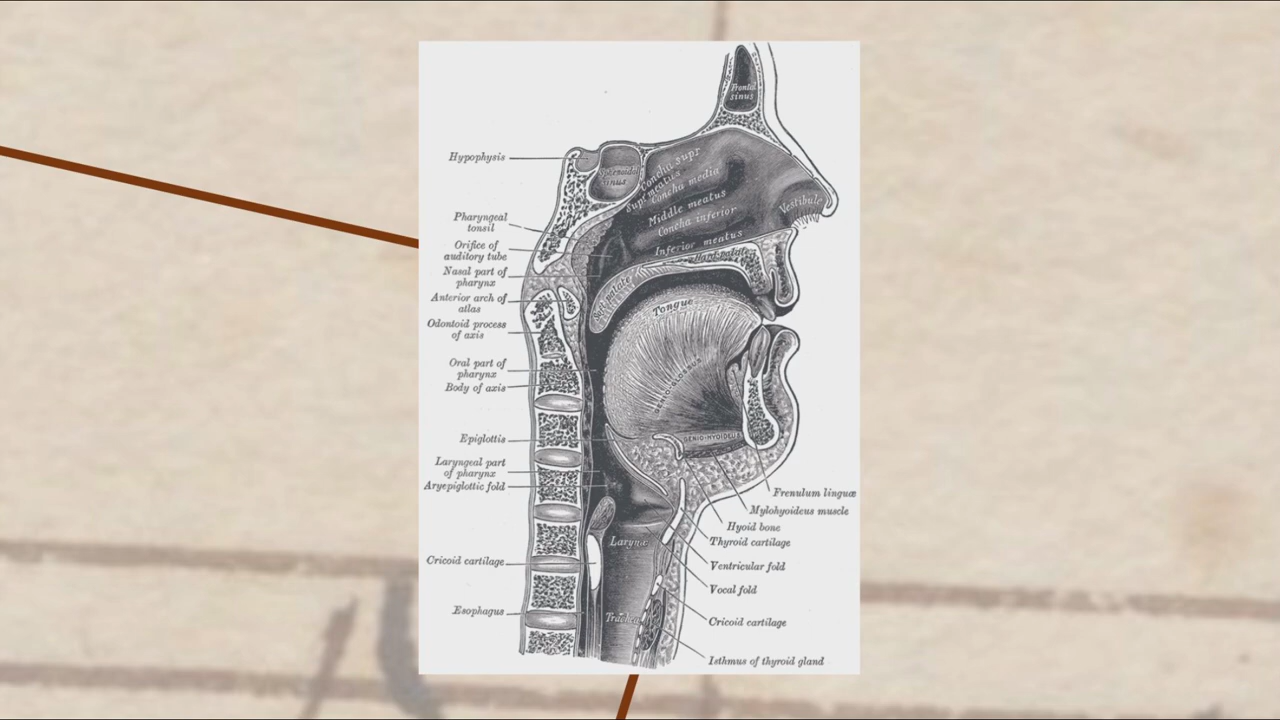 Frontal
sinus
Hypophysis
Sphenoidal
sinus
Concha supr
Supr meatus
Concha media
Middle meatus
Concha inferior
Inferior meatus
Vestibule
Pharyngeal
tonsil
Orifice of
auditory tube
Nasal part of
pharynx
Anterior arch of
atlas
Odontoid process
of axis
Oral part of
pharynx
Body of axis
Epiglottis
Laryngeal part
of pharynx
Aryepiglottic fold
Cricoid cartilage
Esophagus
Hard palate
Soft palate
Tongue
GENIO-HYOIDEUS
Larynx
Trachea
Frenulum linguæ
Mylohyoideus muscle
Hyoid bone
Thyroid cartilage
Ventricular fold
Vocal fold
Cricoid cartilage
Isthmus of thyroid gland